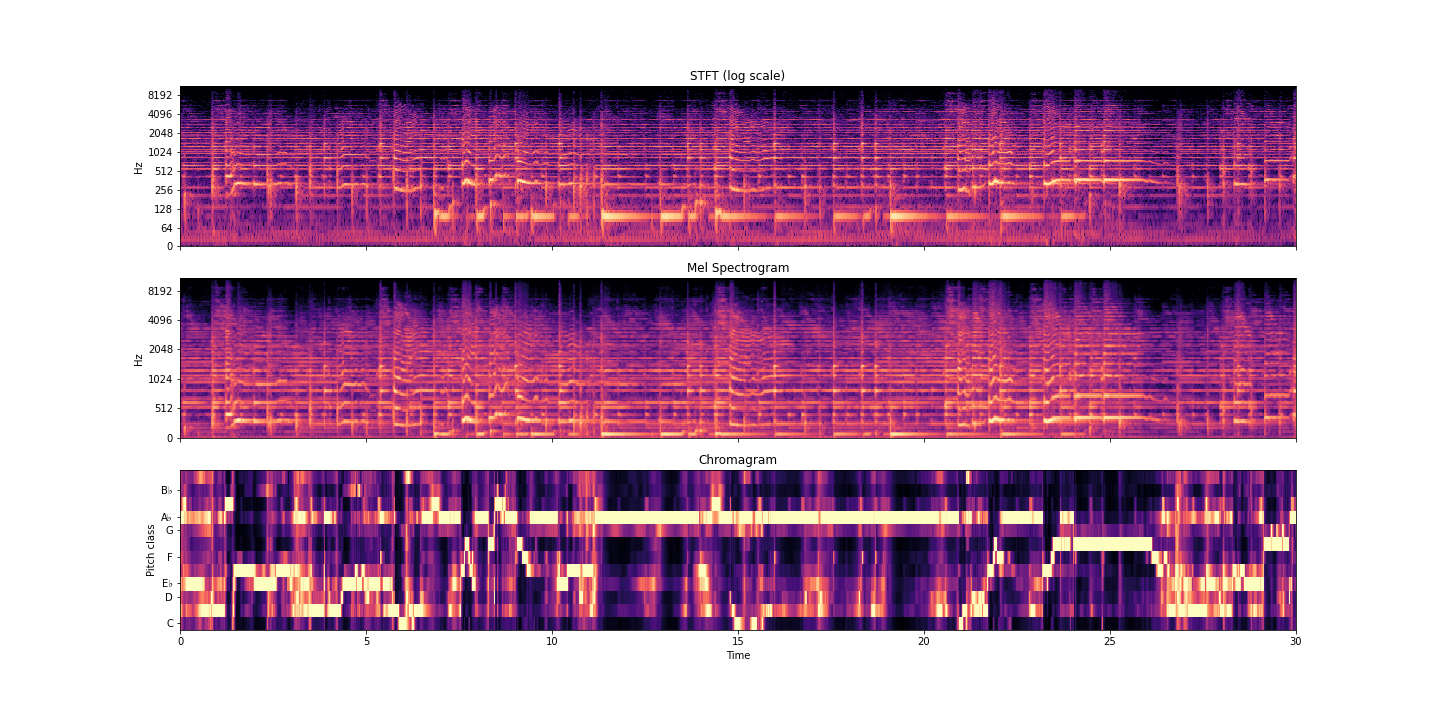 STFT (log scale)
Hz
8192
4096
2048
1024
512
256
128
64
0
Mel Spectrogram
Hz
8192
4096
2048
1024
512
0
Chromagram
Pitch class
B♭
A♭
G
F
E♭
D
C
0 5 10 15 20 25 30
Time